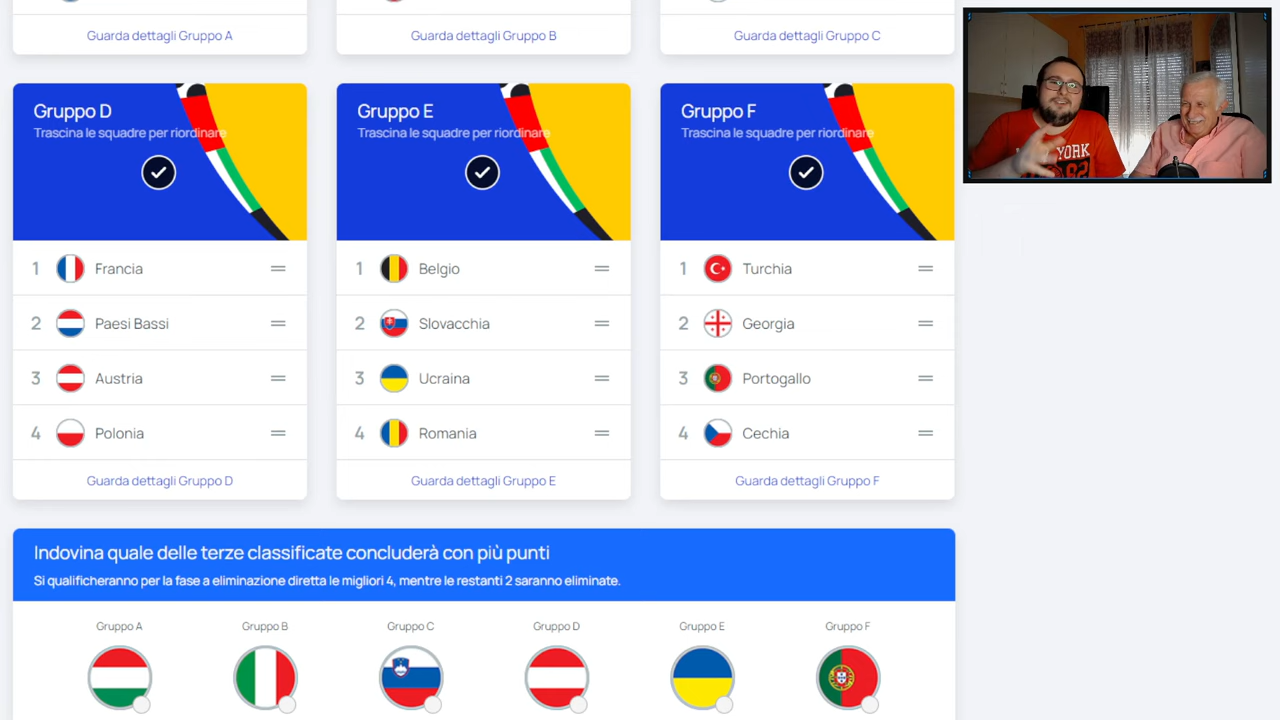 Guarda dettagli Gruppo A
Guarda dettagli Gruppo B
Guarda dettagli Gruppo C
Gruppo D
Trascina le squadre per riordinare
1 Francia
2 Paesi Bassi
3 Austria
4 Polonia
Guarda dettagli Gruppo D
Gruppo E
Trascina le squadre per riordinare
1 Belgio
2 Slovacchia
3 Ucraina
4 Romania
Guarda dettagli Gruppo E
Gruppo F
Trascina le squadre per riordinare
1 Turchia
2 Georgia
3 Portogallo
4 Cechia
Guarda dettagli Gruppo F
Indovina quale delle terze classificate concluderà con più punti
Si qualificheranno per la fase a eliminazione diretta le migliori 4, mentre le restanti 2 saranno eliminate.
Gruppo A
Gruppo B
Gruppo C
Gruppo D
Gruppo E
Gruppo F
YORK